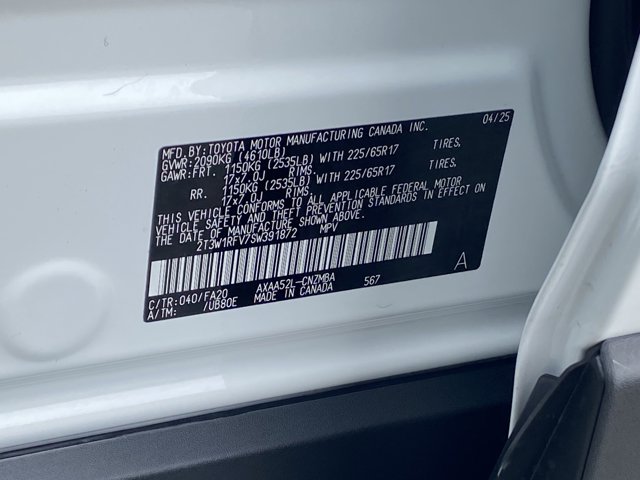 MFD.BY:TOYOTA MOTOR MANUFACTURING CANADA INC. 04/25
GVWR:2090KG (4610LB)
GAWR:FRT. 1150KG (2535LB) WITH 225/65R17 TIRES.
17x7.0J RIMS.
RR. 1150KG (2535LB) WITH 225/65R17 TIRES.
17x7.0J RIMS.
THIS VEHICLE CONFORMS TO ALL APPLICABLE FEDERAL MOTOR
VEHICLE SAFETY AND THEFT PREVENTION STANDARDS IN EFFECT ON
THE DATE OF MANUFACTURE SHOWN ABOVE.
2T3W1RFV7SW391872 MPV
C/TR:040/FA20 AXAA52L-CNZMBA 567 A
A/TM: /UB80E MADE IN CANADA